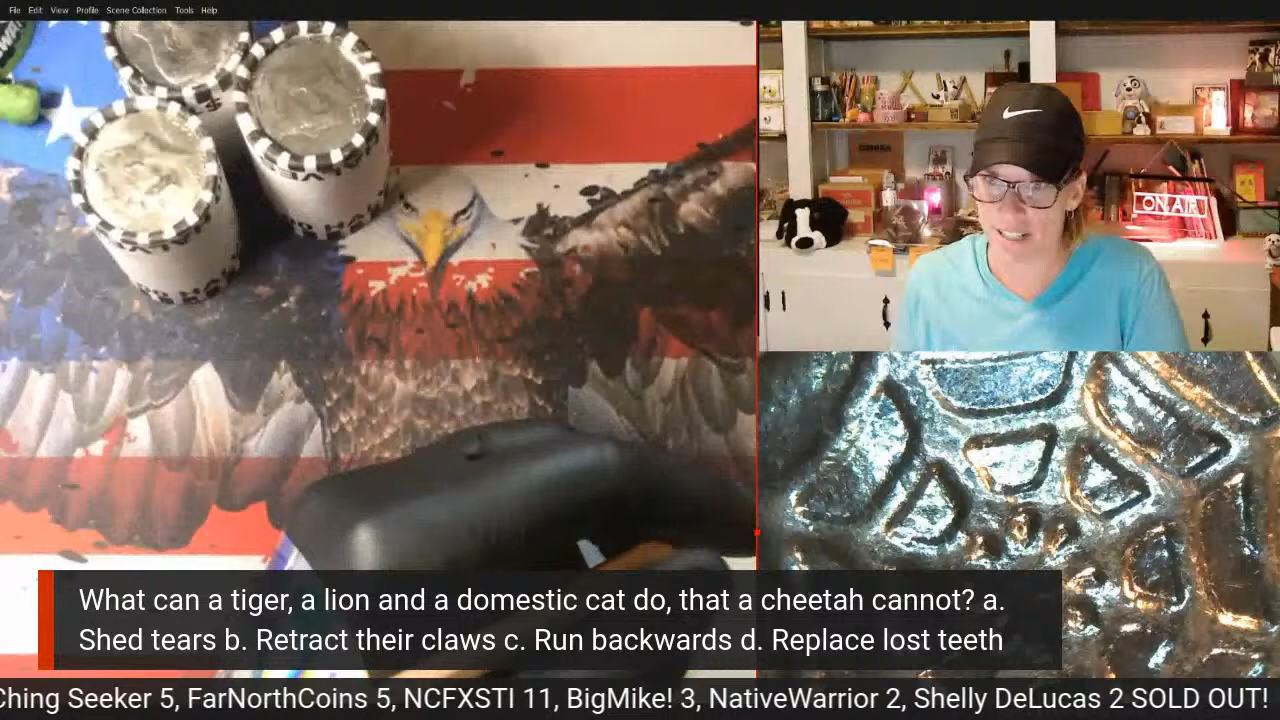 File Edit View Profile Scene Collection Tools Help
ON AIR
What can a tiger, a lion and a domestic cat do, that a cheetah cannot? a.
Shed tears b. Retract their claws c. Run backwards d. Replace lost teeth
Ching Seeker 5, FarNorthCoins 5, NCFXSTI 11, BigMike! 3, NativeWarrior 2, Shelly DeLucas 2 SOLD OUT!